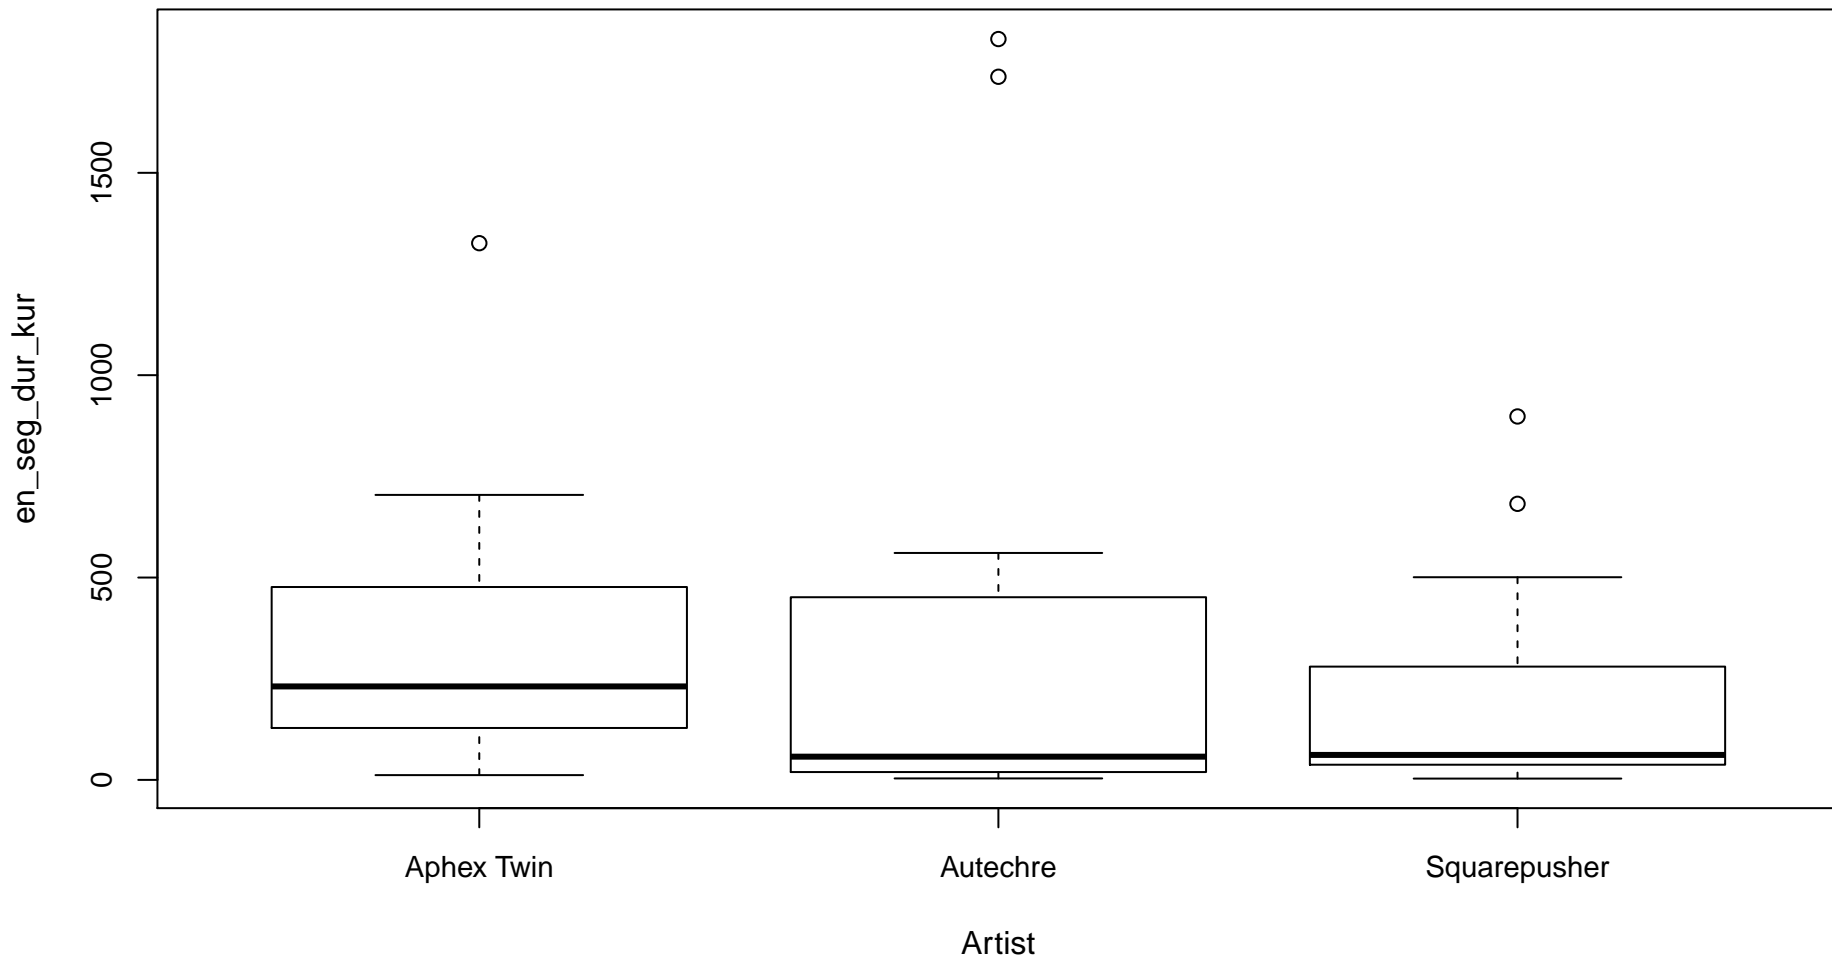 en_seg_dur_kur
1500
1000
500
0
Aphex Twin
Autechre
Squarepusher
Artist